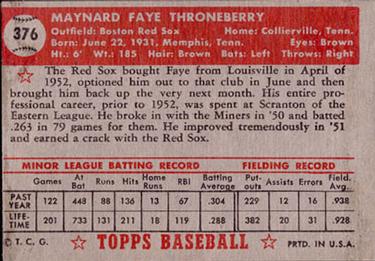 376
MAYNARD FAYE THRONEBERRY
Outfield: Boston Red Sox Home: Collierville, Tenn.
Born: June 22, 1931, Memphis, Tenn. Eyes: Brown
Ht.: 6' Wt.: 185 Hair: Brown Bats: Left Throws: Right
The Red Sox bought Faye from Louisville in April of
1952, optioned him out to that club in June and then
brought him back up the very next month. His entire pro-
fessional career, prior to 1952, was spent at Scranton of the
Eastern League. He broke in with the Miners in '50 and batted
.263 in 79 games for them. He improved tremendously in '51
and earned a crack with the Red Sox.
MINOR LEAGUE BATTING RECORD FIELDING RECORD
Games At Bat Runs Hits Home Runs RBI Batting Average Put-outs Assists Errors Field. Avg.
PAST YEAR 122 448 88 136 13 67 .304 229 12 16 .938
LIFE-TIME 201 733 131 211 18 119 .288 382 20 31 .928
© T. C. G. TOPPS BASEBALL PRTD. IN U.S.A.